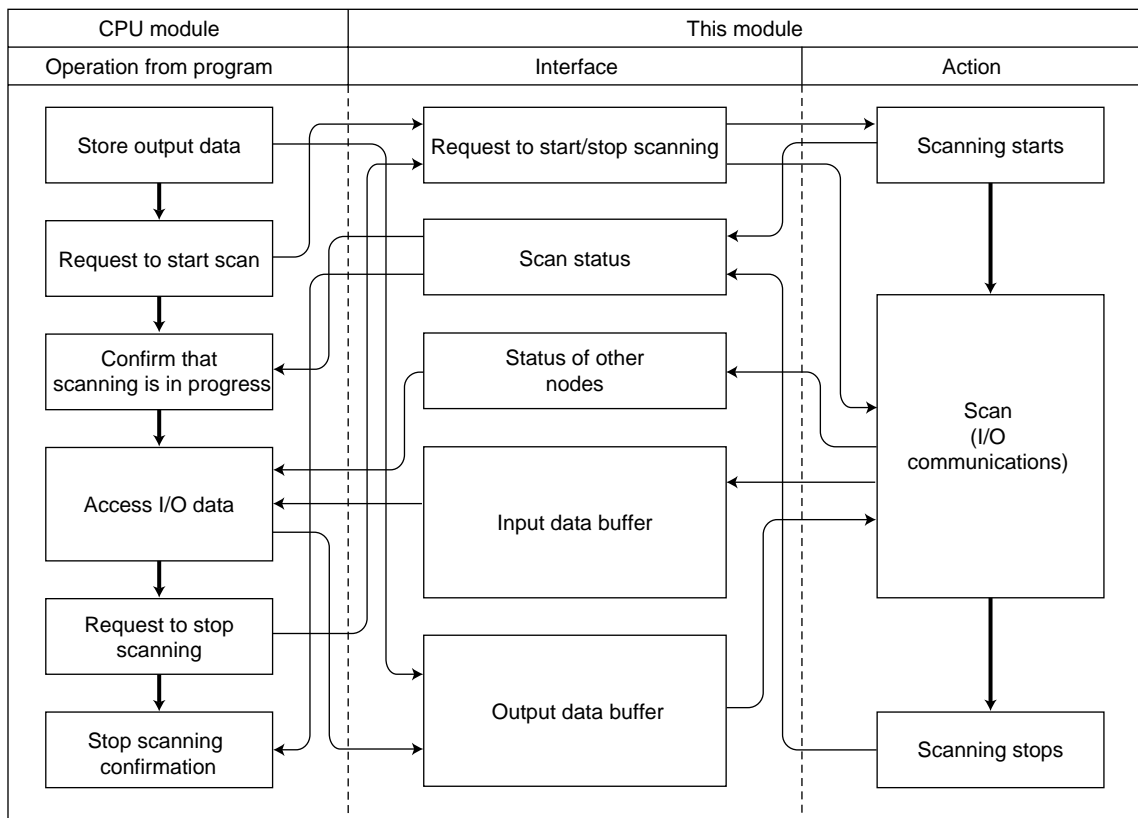 CPU module
This module
Operation from program
Interface
Action
Store output data
Request to start/stop scanning
Scanning starts
Request to start scan
Scan status
Confirm that
scanning is in progress
Status of other
nodes
Scan
(I/O
communications)
Access I/O data
Input data buffer
Request to stop
scanning
Output data buffer
Stop scanning
confirmation
Scanning stops